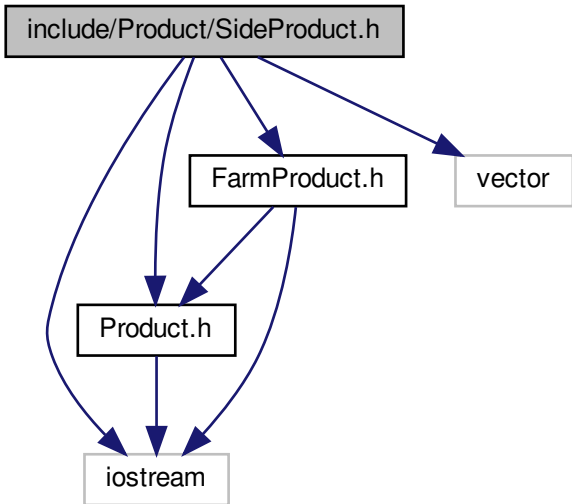 include/Product/SideProduct.h
FarmProduct.h
vector
Product.h
iostream